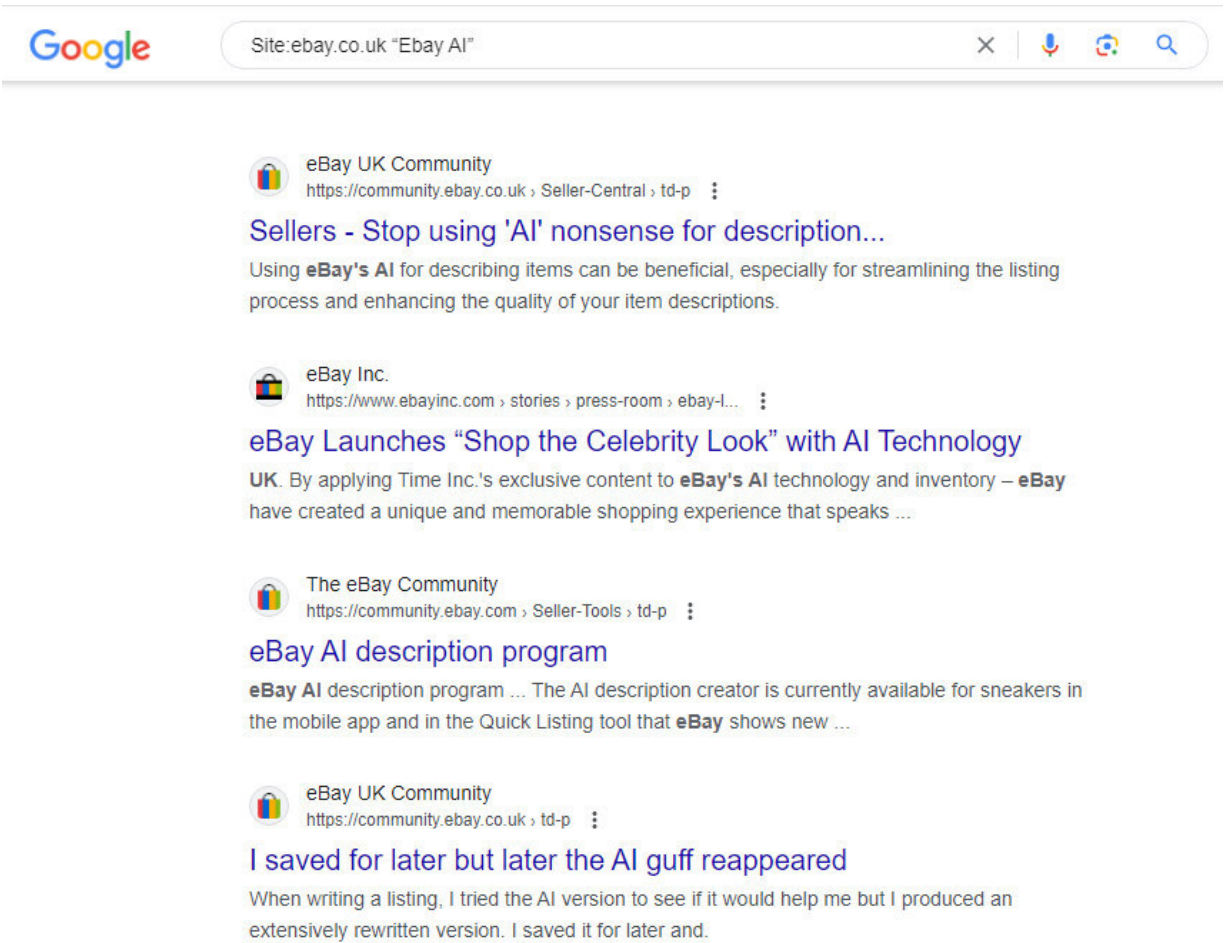 Google
Site:ebay.co.uk “Ebay AI”
eBay UK Community
https://community.ebay.co.uk › Seller-Central › td-p
Sellers - Stop using 'AI' nonsense for description...
Using eBay's AI for describing items can be beneficial, especially for streamlining the listing
process and enhancing the quality of your item descriptions.
eBay Inc.
https://www.ebayinc.com › stories › press-room › ebay-l...
eBay Launches “Shop the Celebrity Look” with AI Technology
UK. By applying Time Inc.'s exclusive content to eBay's AI technology and inventory – eBay
have created a unique and memorable shopping experience that speaks ...
The eBay Community
https://community.ebay.com › Seller-Tools › td-p
eBay AI description program
eBay AI description program ... The AI description creator is currently available for sneakers in
the mobile app and in the Quick Listing tool that eBay shows new ...
eBay UK Community
https://community.ebay.co.uk › td-p
I saved for later but later the AI guff reappeared
When writing a listing, I tried the AI version to see if it would help me but I produced an
extensively rewritten version. I saved it for later and.